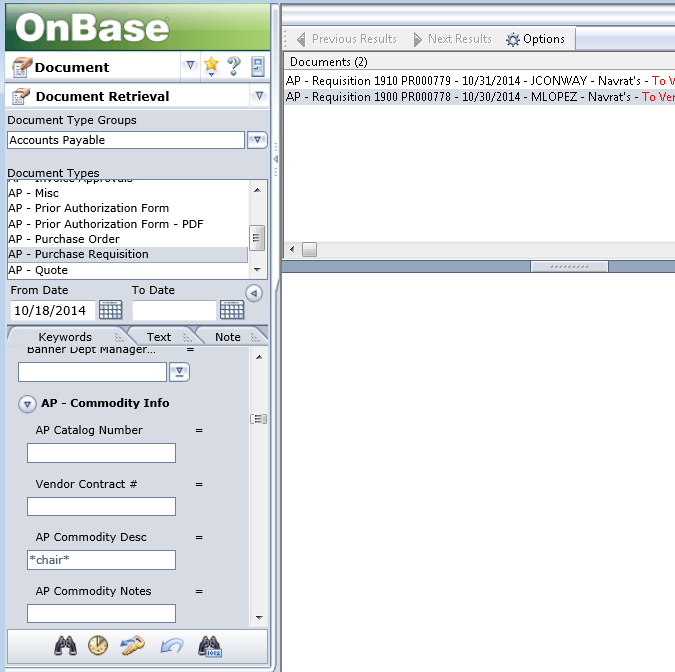 OnBase
Document
Document Retrieval
Document Type Groups
Accounts Payable
Document Types
AP - Invoice Approvals
AP - Misc
AP - Prior Authorization Form
AP - Prior Authorization Form - PDF
AP - Purchase Order
AP - Purchase Requisition
AP - Quote
From Date To Date
10/18/2014
Keywords Text Note
Banner Dept Manager... =
AP - Commodity Info
AP Catalog Number =
Vendor Contract # =
AP Commodity Desc =
*chair*
AP Commodity Notes =
Previous Results Next Results Options
Documents (2)
AP - Requisition 1910 PR000779 - 10/31/2014 - JCONWAY - Navrat's - To V
AP - Requisition 1900 PR000778 - 10/30/2014 - MLOPEZ - Navrat's - To Ver